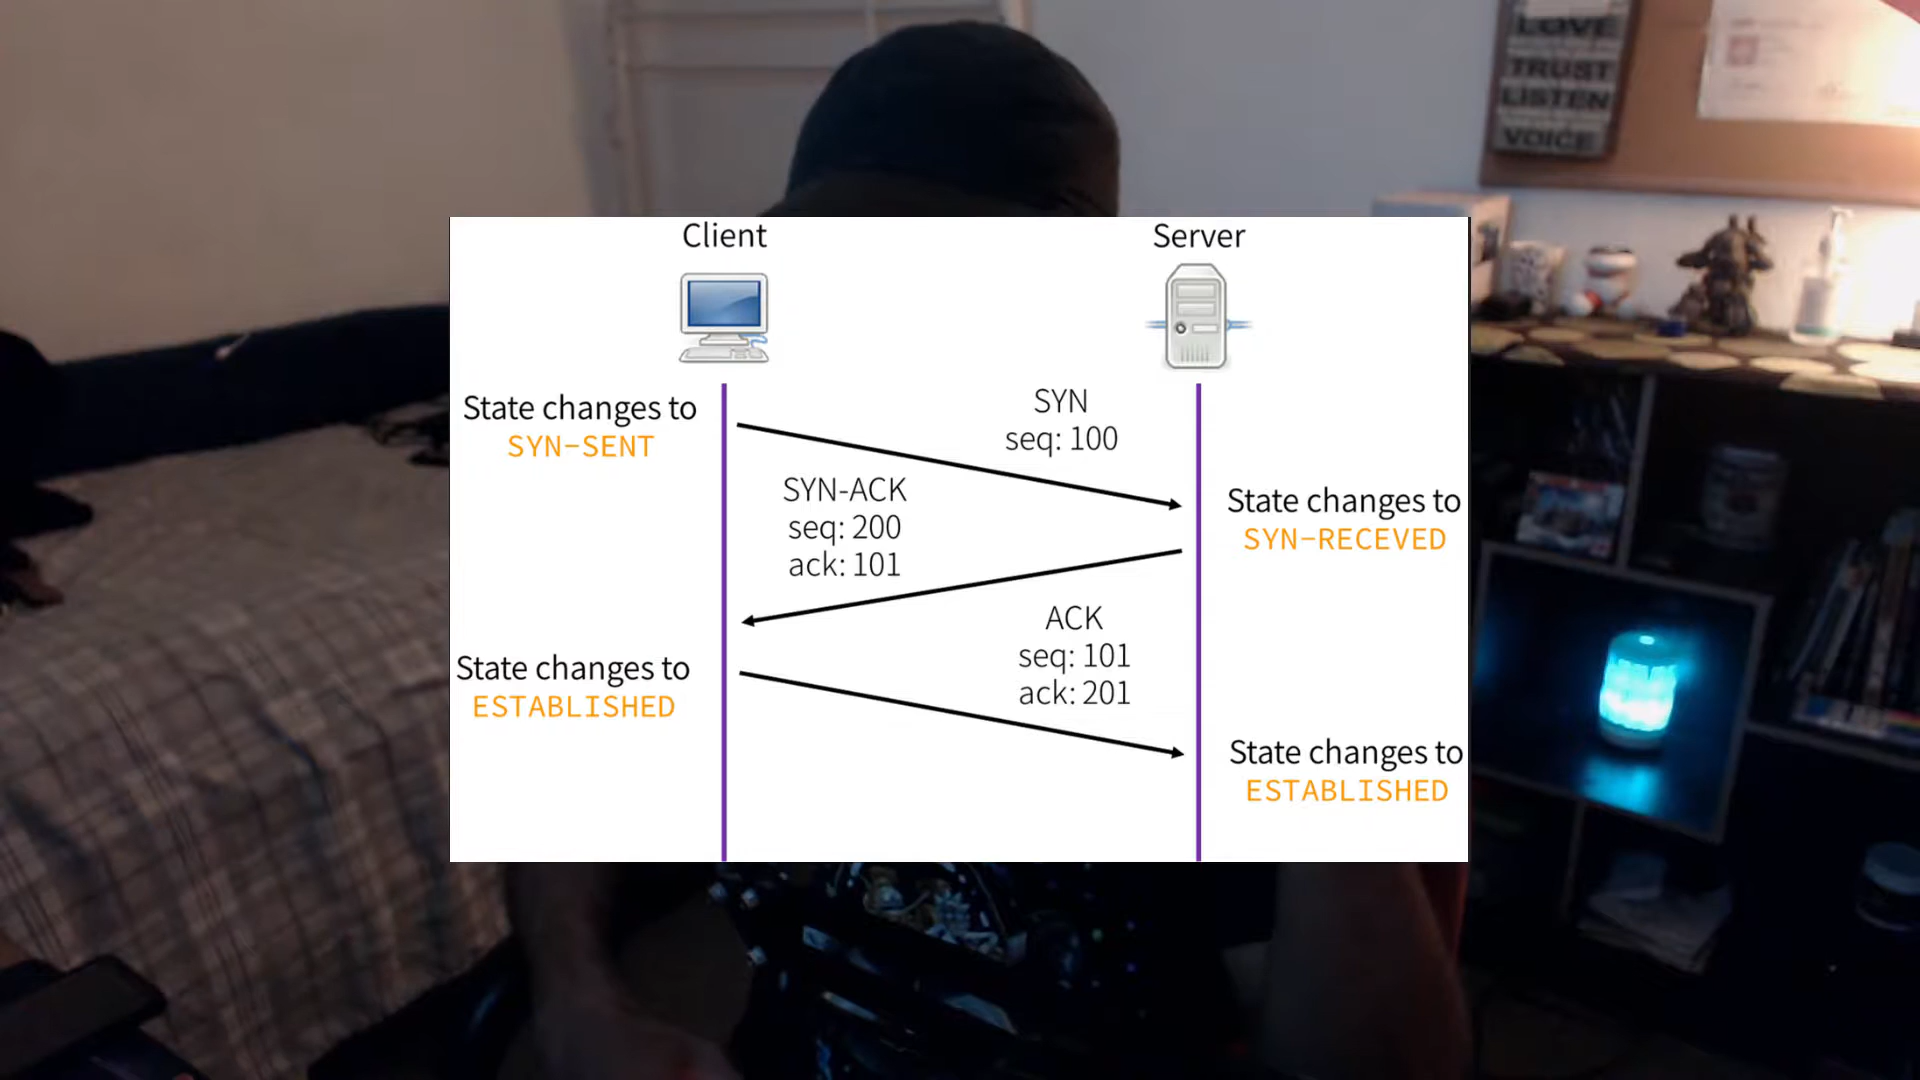 LOVE
TRUST
LISTEN
VOICE
Client
Server
State changes to
SYN-SENT
SYN
seq: 100
SYN-ACK
seq: 200
ack: 101
State changes to
SYN-RECEVED
ACK
seq: 101
ack: 201
State changes to
ESTABLISHED
State changes to
ESTABLISHED